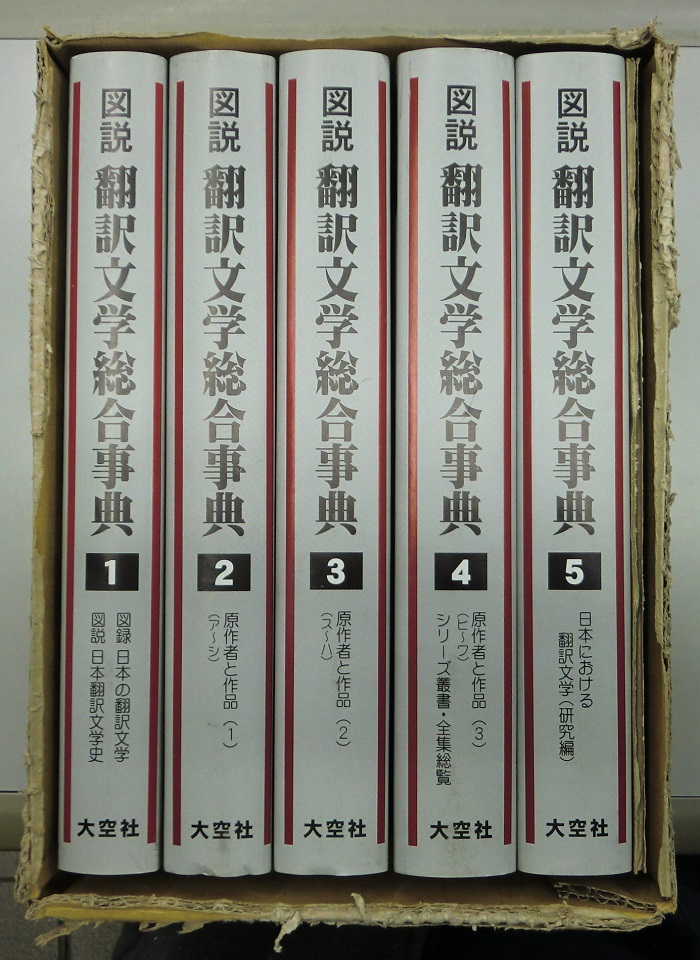 図説
翻訳文学総合事典
1
図録 日本の翻訳文学
図説 日本翻訳文学史
大空社
図説
翻訳文学総合事典
2
原作者と作品(1)
(ア〜シ)
大空社
図説
翻訳文学総合事典
3
原作者と作品(2)
(ス〜ハ)
大空社
図説
翻訳文学総合事典
4
原作者と作品(3)
(ヒ〜ワ)
シリーズ叢書・全集総覧
大空社
図説
翻訳文学総合事典
5
日本における
翻訳文学(研究編)
大空社